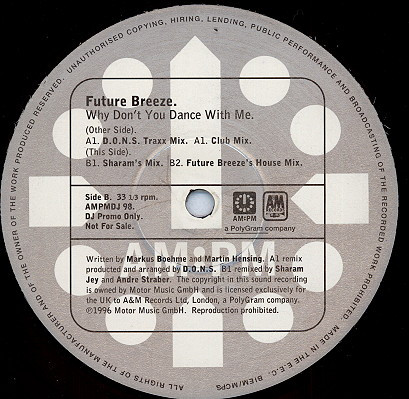 UNAUTHORISED COPYING, HIRING, LENDING, PUBLIC PERFORMANCE AND BROADCASTING OF THE RECORDED WORK PROHIBITED.
Future Breeze.
Why Don't You Dance With Me.
(Other Side).
A1. D.O.N.S. Traxx Mix. A1. Club Mix.
(This Side).
B1. Sharam's Mix. B2. Future Breeze's House Mix.
Side B. 33 1/3 rpm.
AMPMDJ 98.
DJ Promo Only.
Not For Sale.
AM:PM
A&M
a PolyGram company
AM:PM
Written by Markus Boehme and Martin Hensing. A1 remix
producted and arranged by D.O.N.S. B1 remixed by Sharam
Jey and Andre Straber. The copyright in this sound recording
is owned by Motor Music GmbH and is licensed exclusively for
the UK to A&M Records Ltd, London, a PolyGram company.
℗1996 Motor Music GmbH. Reproduction prohibited.
MADE IN THE E.E.C. BIEM/MCPS
ALL RIGHTS OF THE MANUFACTURER AND OF THE OWNER OF THE WORK PRODUCED RESERVED.